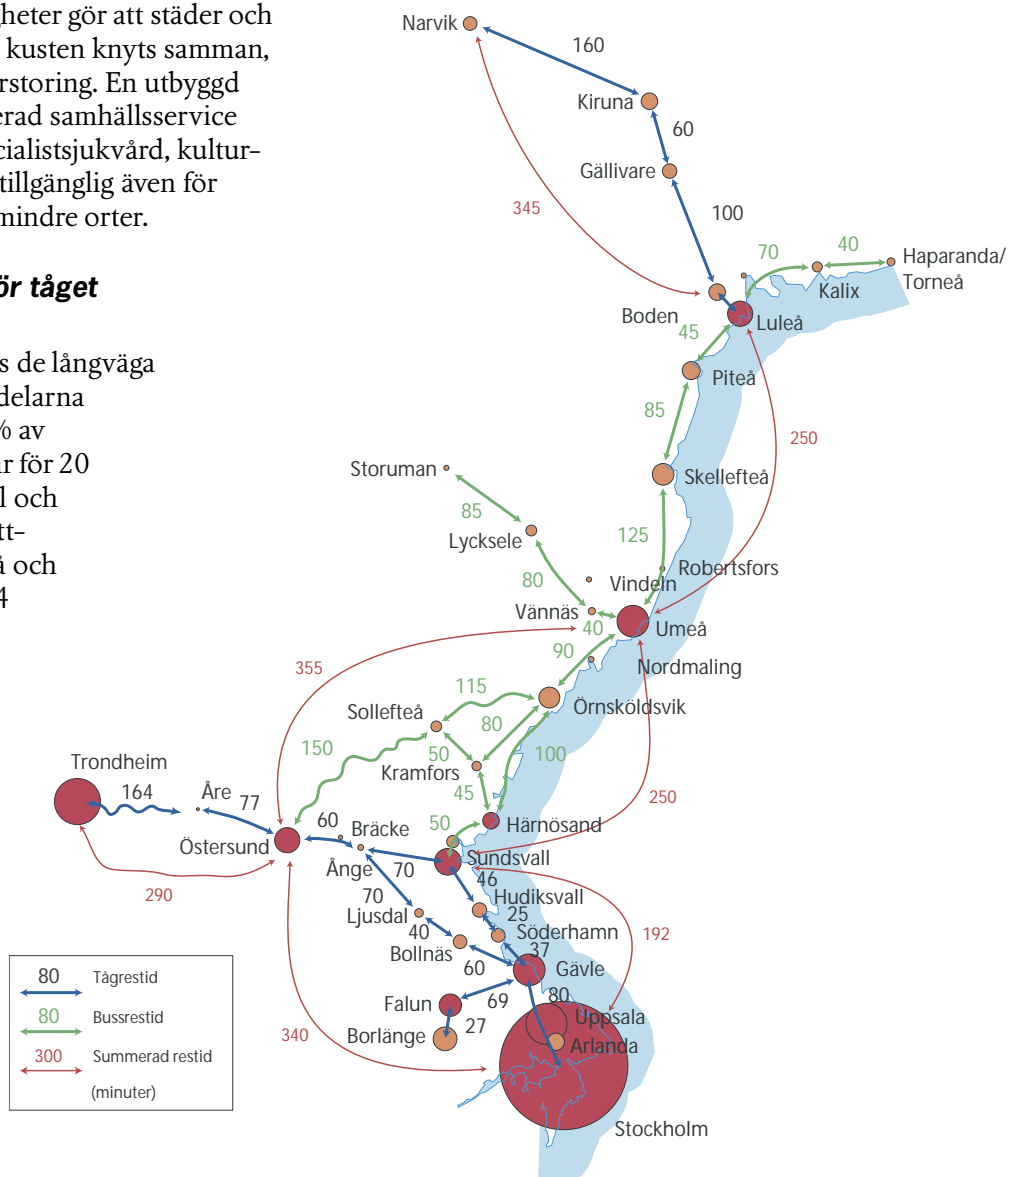 gheter gör att städer och
kusten knyts samman,
rstoring. En utbyggd
erad samhällsservice
cialistsjukvård, kultur-
tillgänglig även för
mindre orter.
ör tåget
s de långväga
delarna
% av
r för 20
l och
tt-
å och
4
Narvik
160
Kiruna
60
Gällivare
345
100
70
40
Haparanda/
Torneå
Kalix
Boden
Luleå
45
Piteå
85
250
Storuman
Skellefteå
85
Lycksele
125
80
Vindeln
Robertsfors
Vännäs
40
Umeå
90
355
Nordmaling
115
Sollefteå
80
Örnsköldsvik
150
50
100
Kramfors
Trondheim
164
Åre
77
45
250
60
Bräcke
50
Härnösand
Östersund
Ånge
70
Sundsvall
46
290
70
Hudiksvall
Ljusdal
25
40
Söderhamn
192
Bollnäs
37
60
Gävle
Falun
69
80
Uppsala
Borlänge
27
340
Arlanda
Stockholm
80
Tågrestid
80
Bussrestid
300
Summerad restid
(minuter)